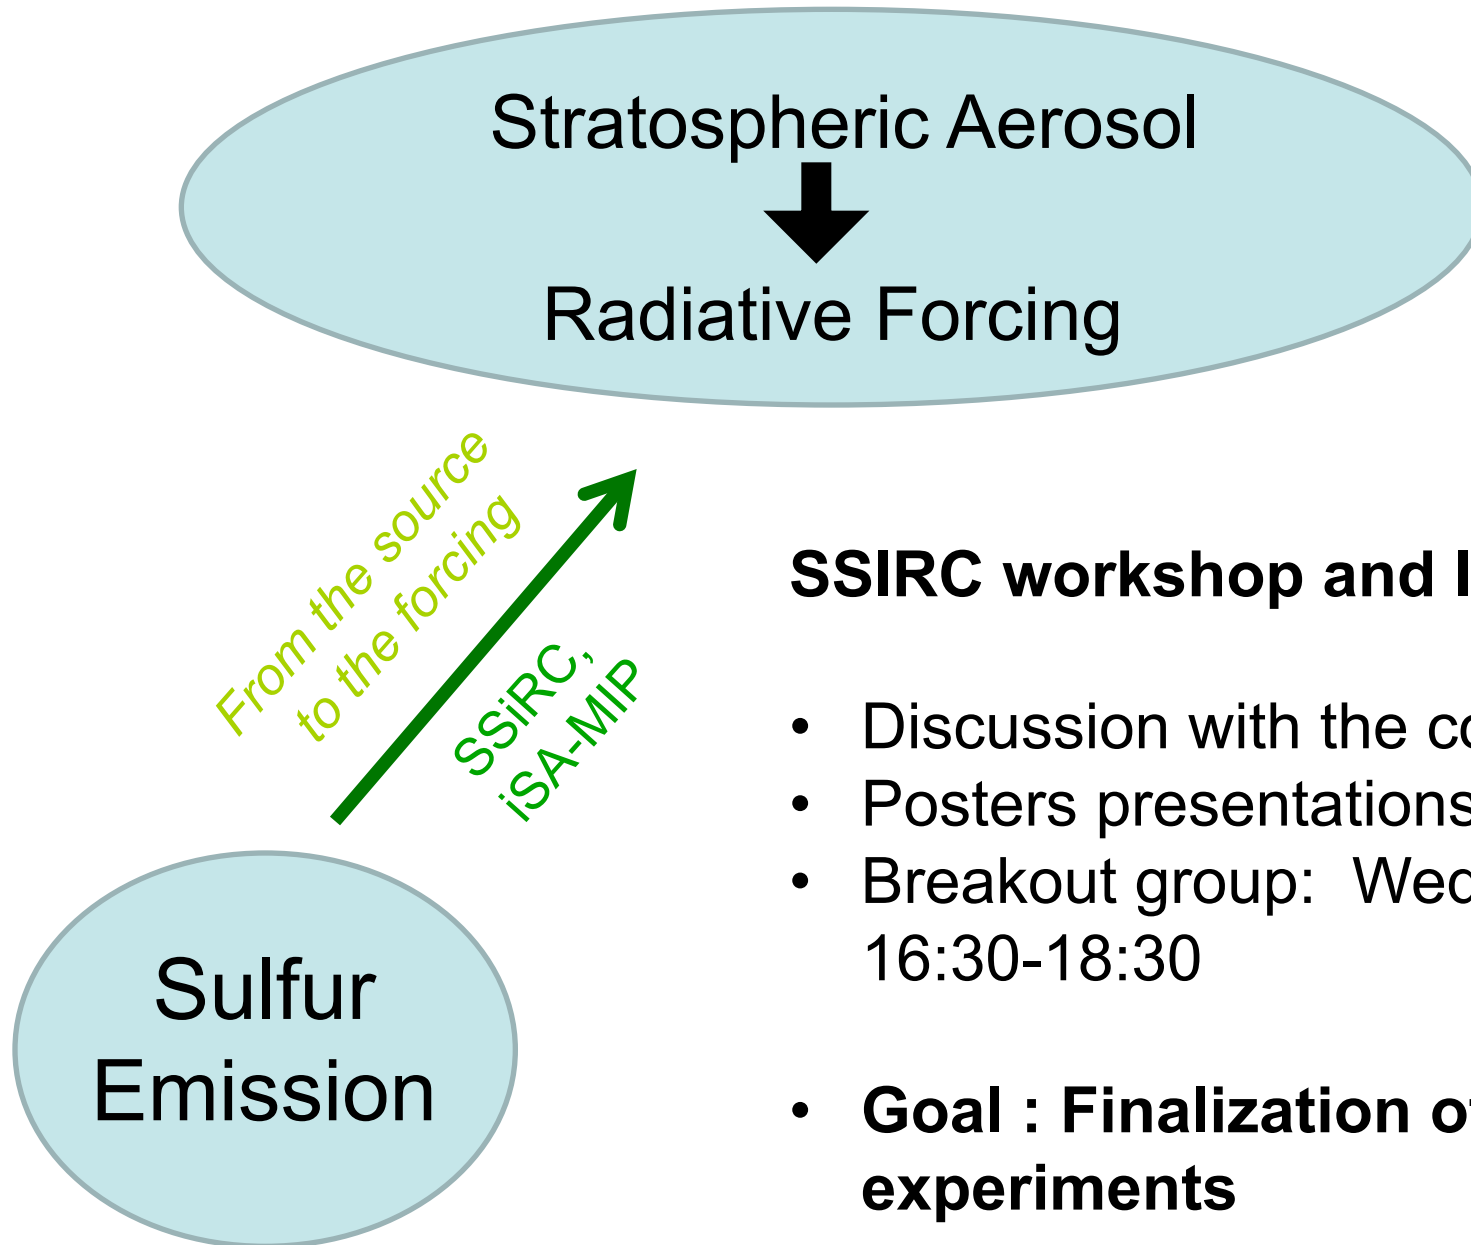 Stratospheric Aerosol
Radiative Forcing
From the source
to the forcing
SSiRC,
iSA-MIP
SSIRC workshop and
• Discussion with the
• Posters presentations
• Breakout group: Wed
16:30-18:30
Sulfur
Emission
• Goal : Finalization of
experiments